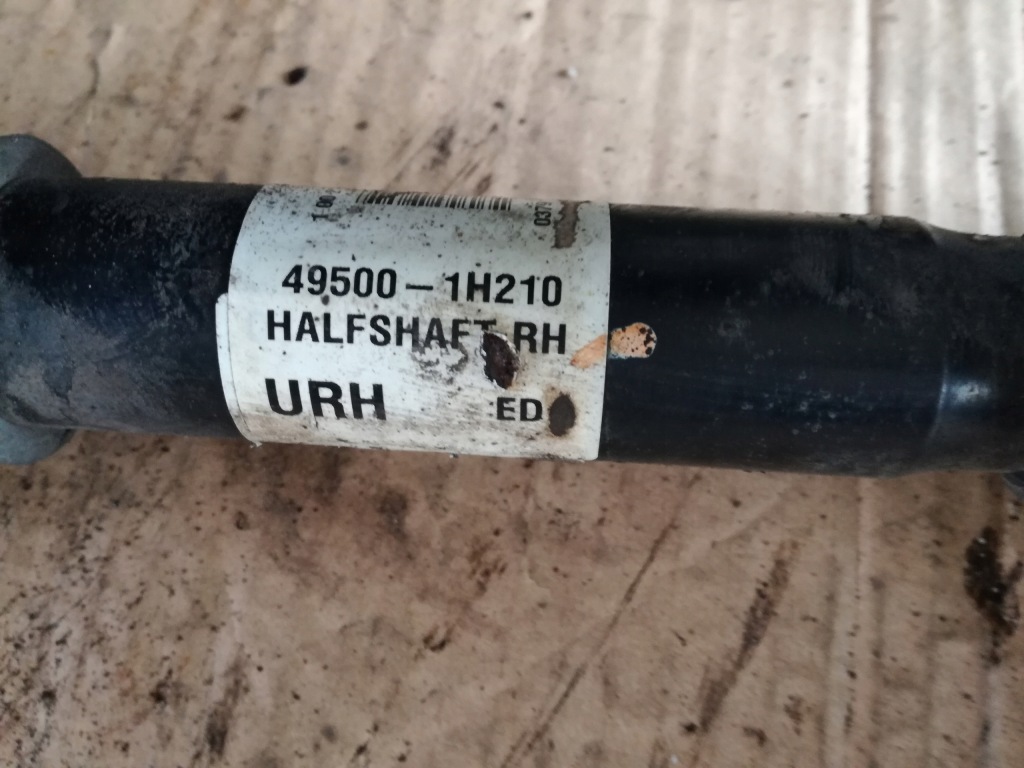 49500-1H210
HALFSHAFT RH
URH ED